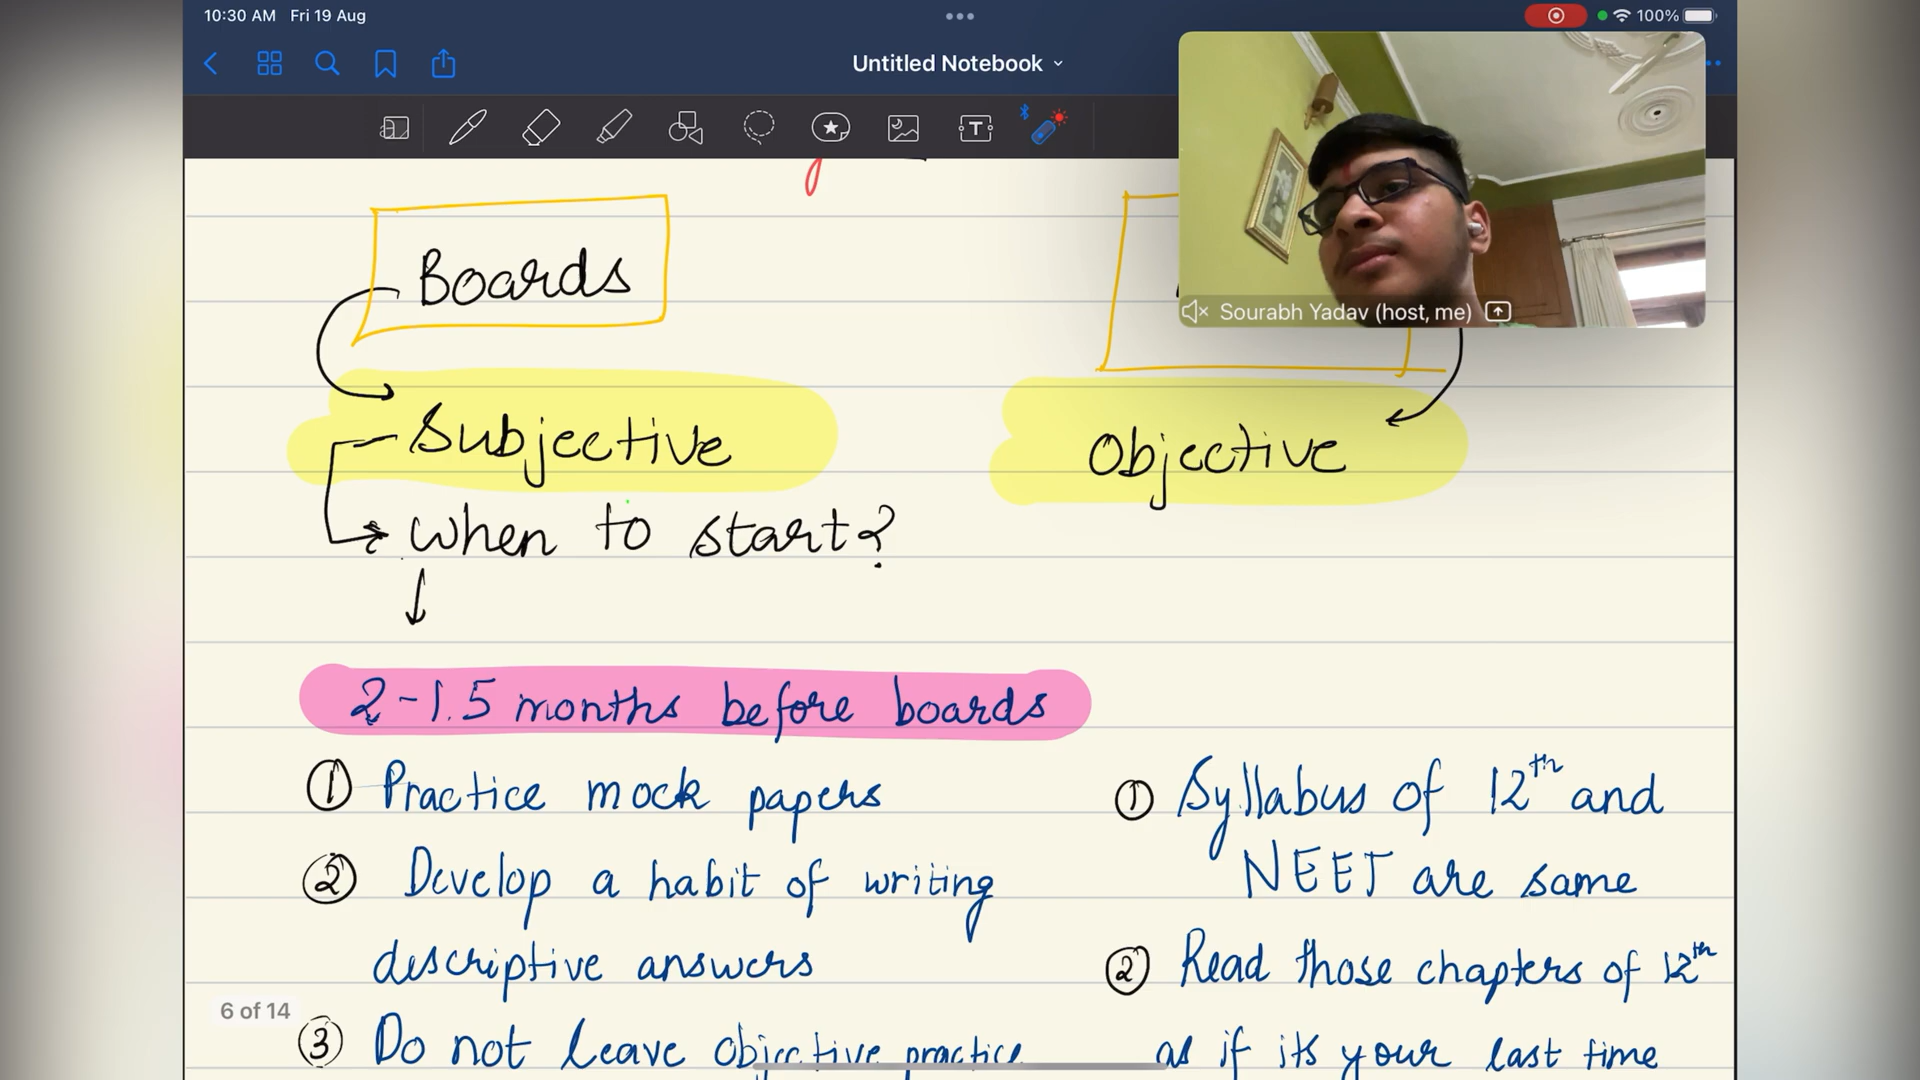 10:30 AM Fri 19 Aug
100%
Untitled Notebook
Sourabh Yadav (host, me)
Boards
Subjective
Objective
When to start?
2-1.5 months before boards
① Practice mock papers
② Develop a habit of writing
descriptive answers
③ Do not leave objective practice
① Syllabus of 12th and
NEET are same
② Read those chapters of 12th
as if its your last time
6 of 14